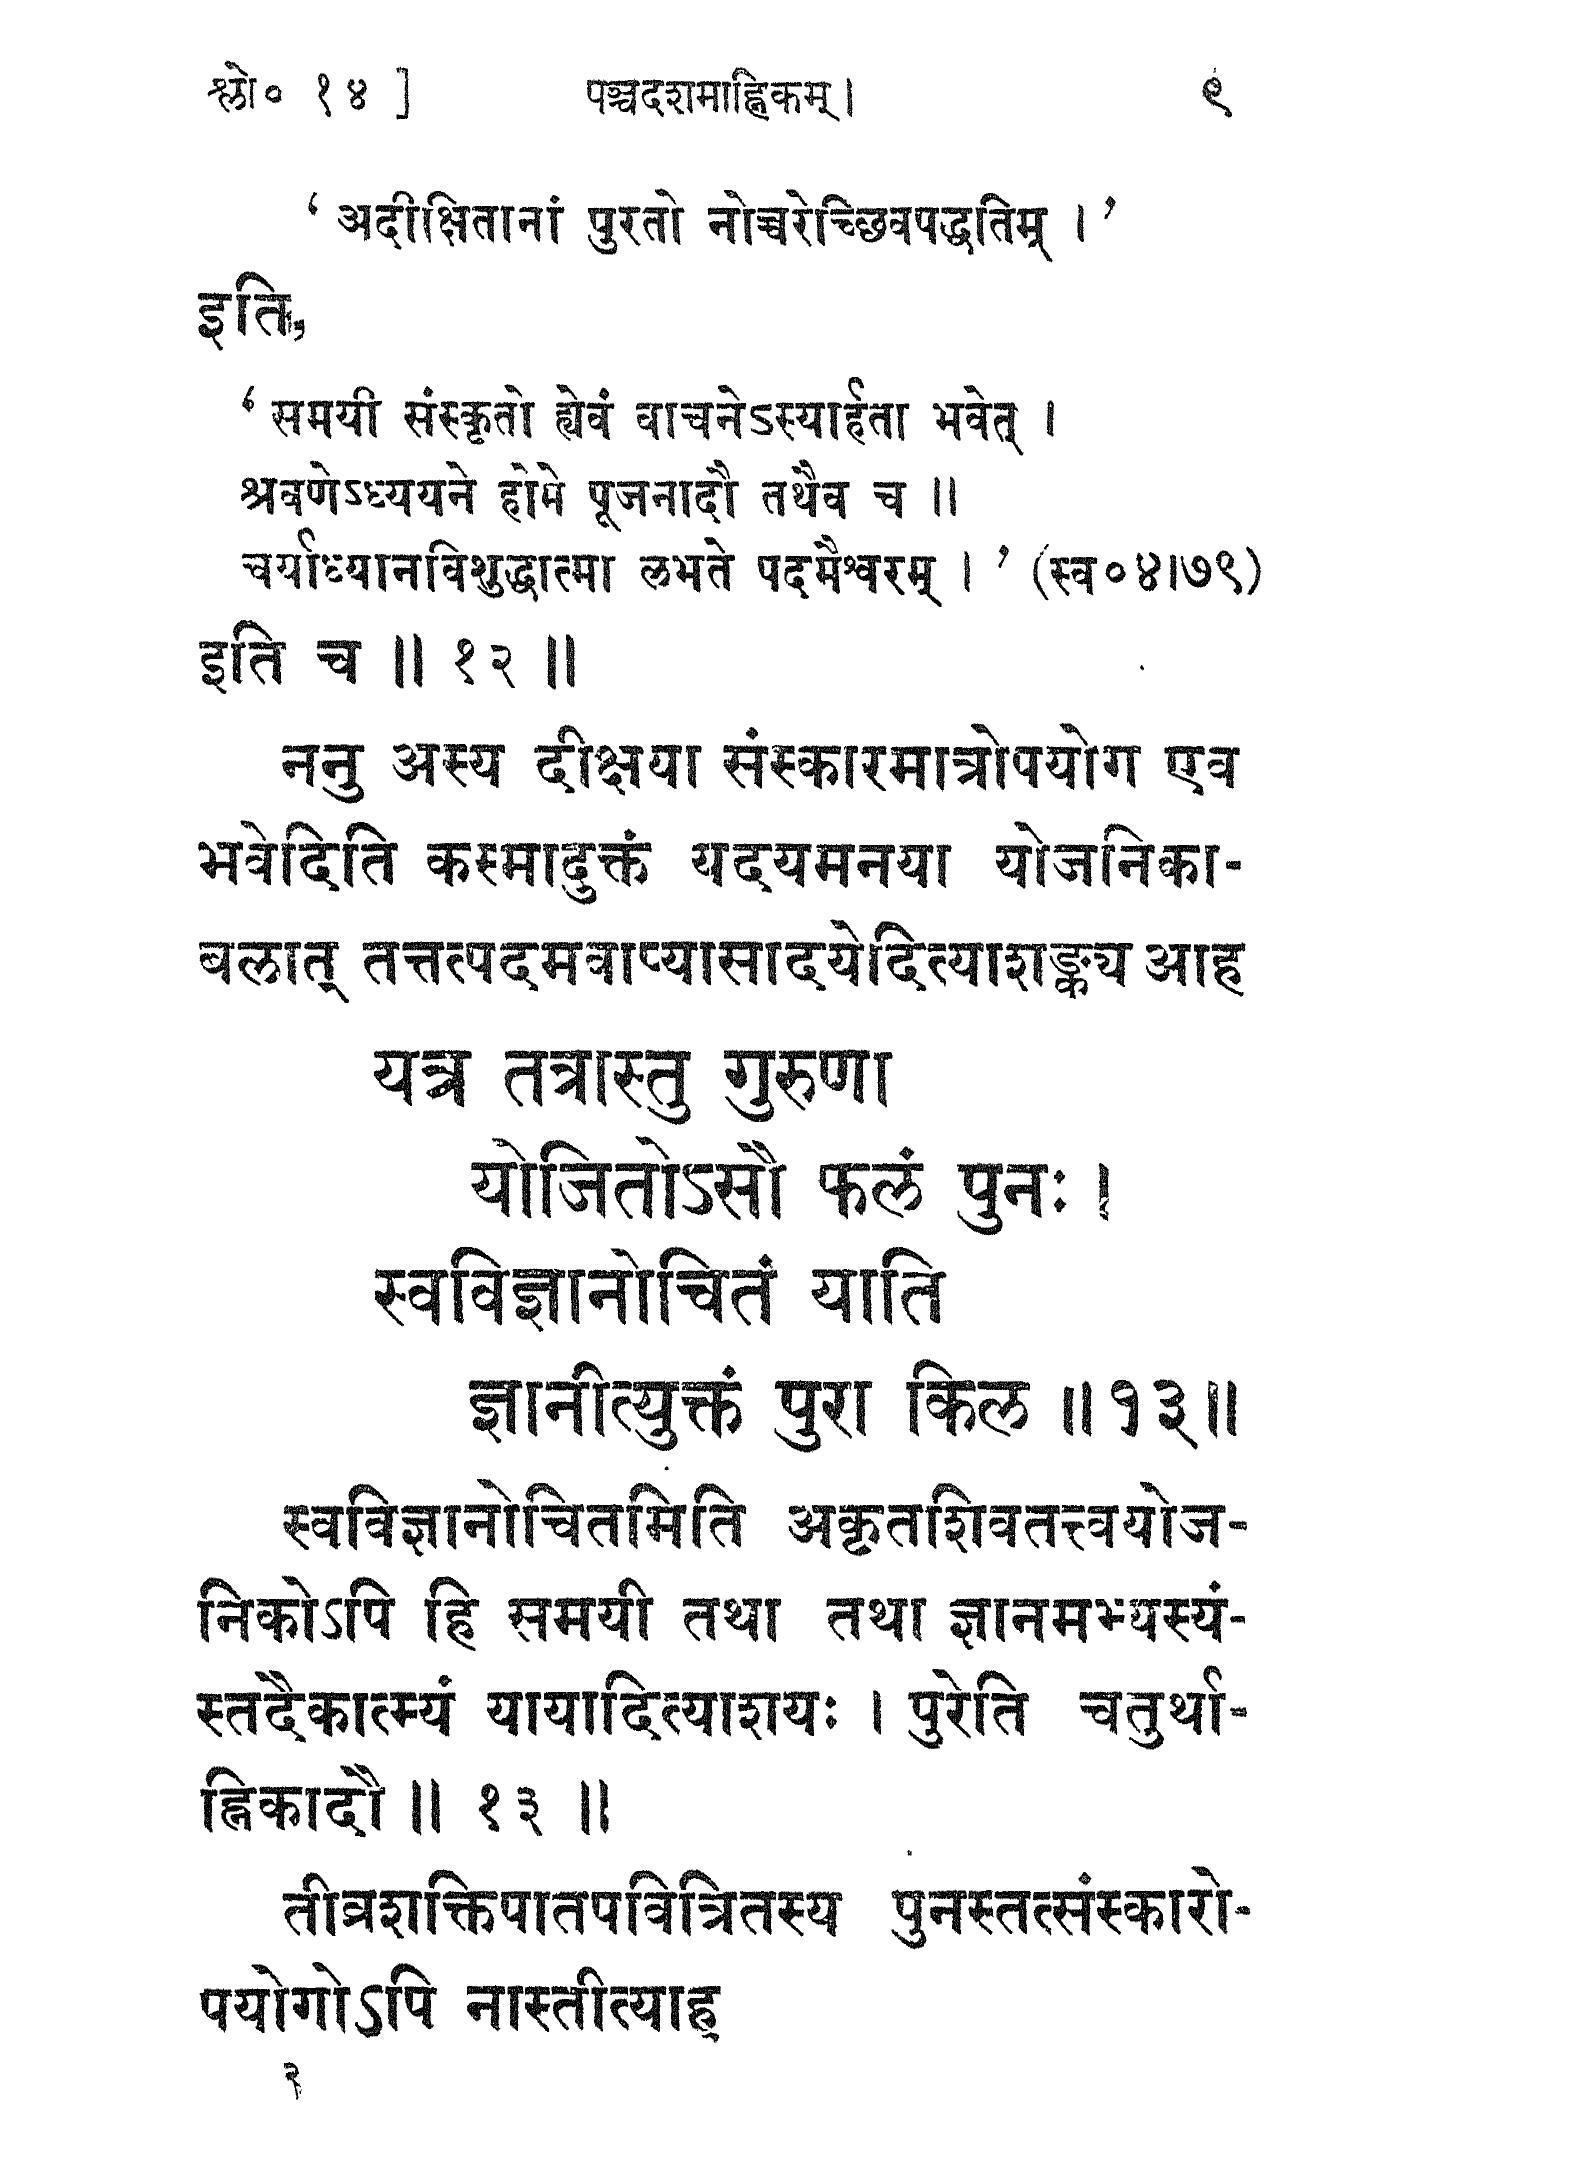 श्लो० १४ ] पञ्चदशमाह्निकम् । ९
‘ अदीक्षितानां पुरतो नोच्चरेच्छिवपद्धतिम् । ’
इति,
‘ समयी संस्कृतो ह्येवं वाचनेऽस्यार्हता भवेत् ।
श्रवणेऽध्ययने होमे पूजनादौ तथैव च ॥
चर्याध्यानविशुद्धात्मा लभते पदमैश्वरम् । ’ (स्व०४।७९)
इति च ॥ १२ ॥
ननु अस्य दीक्षया संस्कारमात्रोपयोग एव
भवेदिति कस्मादुक्तं यदयमनया योजनिका-
बलात् तत्तत्पदमवाप्यासादयेदित्याशङ्क्य आह
यत्र तत्रास्तु गुरुणा
योजितोऽसौ फलं पुनः ।
स्वविज्ञानोचितं याति
ज्ञानीत्युक्तं पुरा किल ॥ १३ ॥
स्वविज्ञानोचितमिति अकृतशिवतत्त्वयोज-
निकोऽपि हि समयी तथा तथा ज्ञानमभ्यस्यं-
स्तदैकात्म्यं यायादित्याशयः । पुरेति चतुर्था-
ह्निकादौ ॥ १३ ॥
तीव्रशक्तिपातपवित्रितस्य पुनस्तत्संस्कारो-
पयोगोऽपि नास्तीत्याह
२